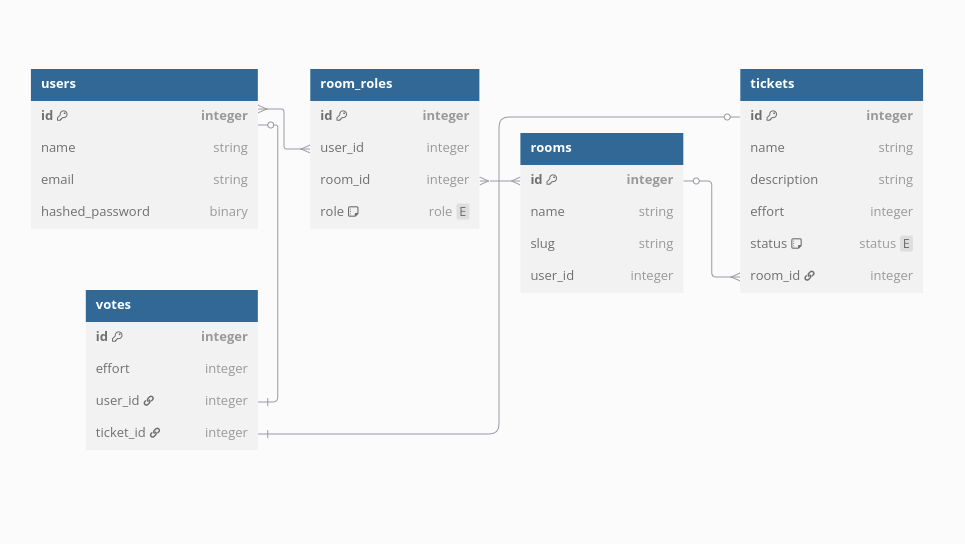 users
id integer
name string
email string
hashed_password binary
room_roles
id integer
user_id integer
room_id integer
role role E
rooms
id integer
name string
slug string
user_id integer
tickets
id integer
name string
description string
effort integer
status status E
room_id integer
votes
id integer
effort integer
user_id integer
ticket_id integer